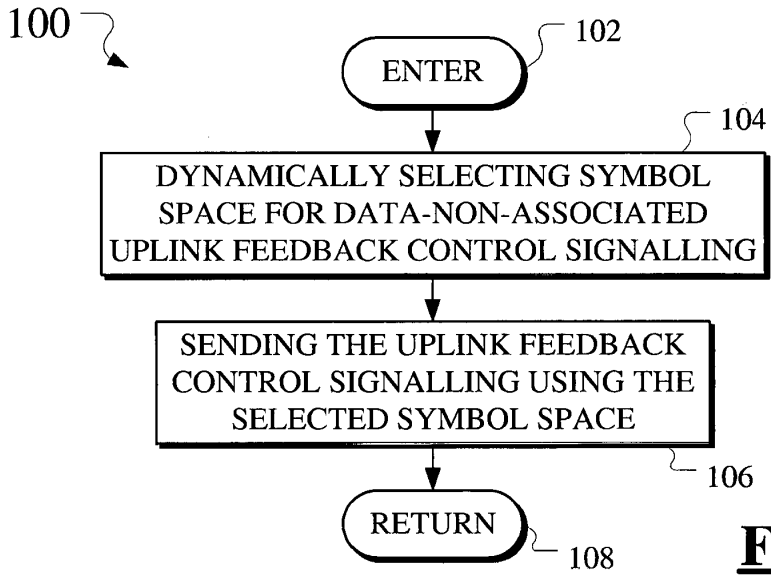 100
102
ENTER
104
DYNAMICALLY SELECTING SYMBOL
SPACE FOR DATA-NON-ASSOCIATED
UPLINK FEEDBACK CONTROL SIGNALLING
SENDING THE UPLINK FEEDBACK
CONTROL SIGNALLING USING THE
SELECTED SYMBOL SPACE
106
RETURN
108
F